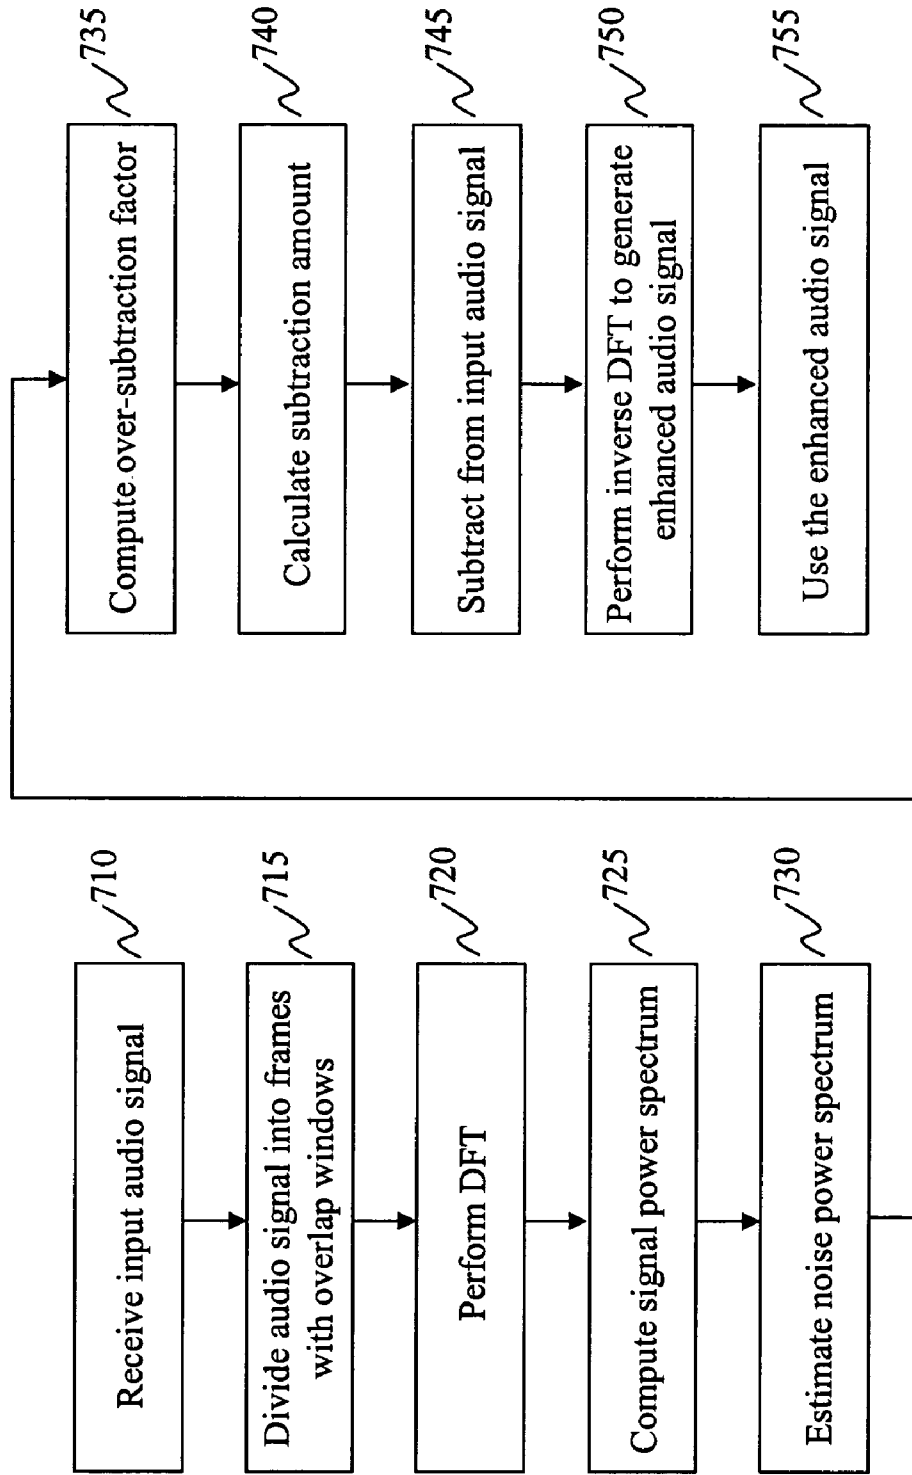 Receive input audio signal
710
Divide audio signal into frames
with overlap windows
715
Perform DFT
720
Compute signal power spectrum
725
Estimate noise power spectrum
730
Compute over-subtraction factor
735
Calculate subtraction amount
740
Subtract from input audio signal
745
Perform inverse DFT to generate
enhanced audio signal
750
Use the enhanced audio signal
755